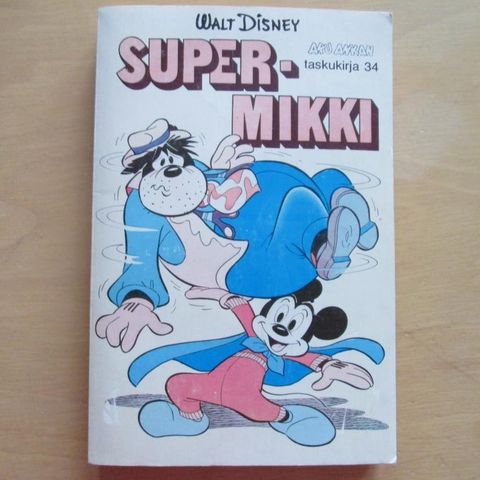 WALT DISNEY
AKU ANKAN
taskukirja 34
SUPER-
MIKKI